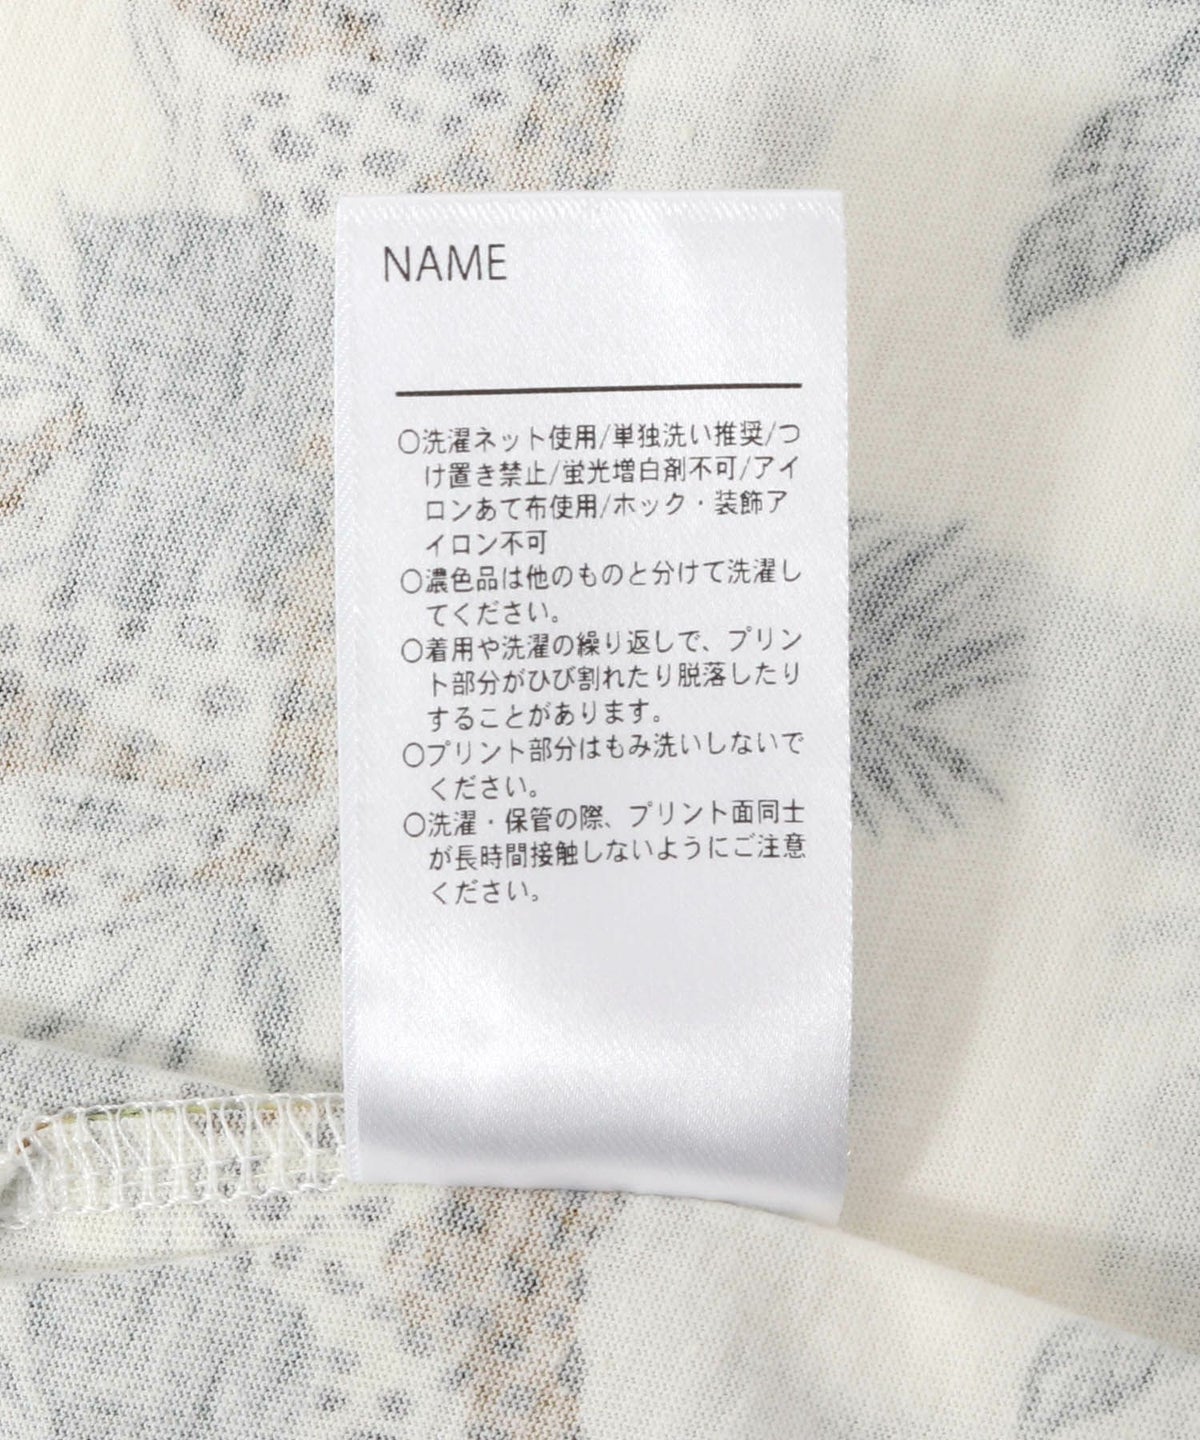 NAME
○洗濯ネット使用/単独洗い推奨/つ
け置き禁止/蛍光増白剤不可/アイ
ロンあて布使用/ホック・装飾ア
イロン不可
○濃色品は他のものと分けて洗濯し
てください。
○着用や洗濯の繰り返しで、プリン
ト部分がひび割れたり脱落したり
することがあります。
○プリント部分はもみ洗いしないで
ください。
○洗濯・保管の際、プリント面同士
が長時間接触しないようにご注意
ください。